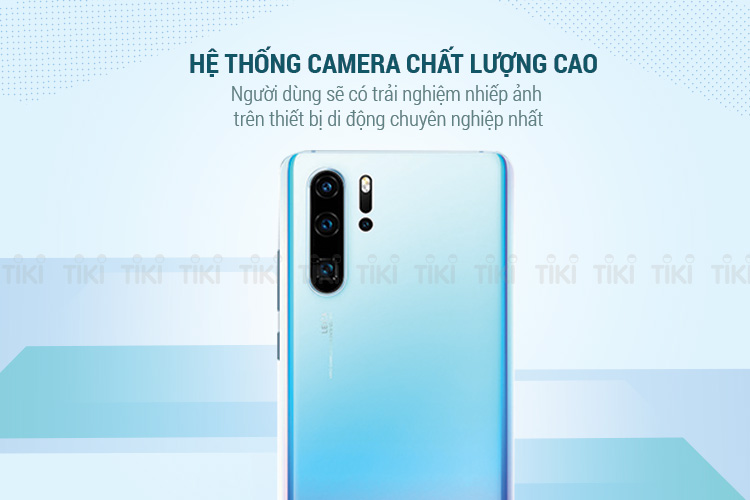 HỆ THỐNG CAMERA CHẤT LƯỢNG CAO
Người dùng sẽ có trải nghiệm nhiếp ảnh
trên thiết bị di động chuyên nghiệp nhất
TIKI TIKI TIKI TIKI TIKI TIKI TIKI TIKI TIKI TIKI TIKI TIKI TIKI